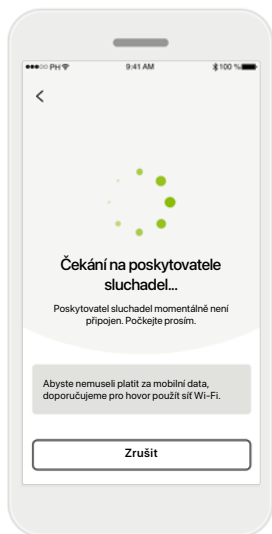 PH 9:41 AM 100 %
Čekání na poskytovatele
sluchadel...
Poskytovatel sluchadel momentálně není
připojen. Počkejte prosím.
Abyste nemuseli platit za mobilní data,
doporučujeme pro hovor použít síť Wi-Fi.
Zrušit